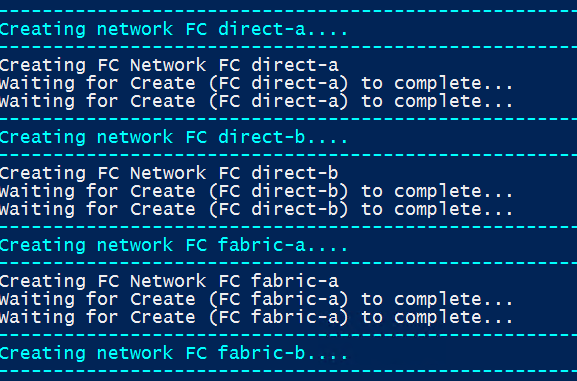 Creating network FC direct-a....
Creating FC Network FC direct-a
Waiting for Create (FC direct-a) to complete...
Waiting for Create (FC direct-a) to complete...
Creating network FC direct-b....
Creating FC Network FC direct-b
Waiting for Create (FC direct-b) to complete...
Waiting for Create (FC direct-b) to complete...
Creating network FC fabric-a....
Creating FC Network FC fabric-a
Waiting for Create (FC fabric-a) to complete...
Waiting for Create (FC fabric-a) to complete...
Creating network FC fabric-b....